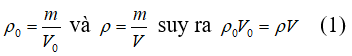 ρ₀ = m/V₀ và ρ = m/V suy ra ρ₀V₀ = ρV (1)